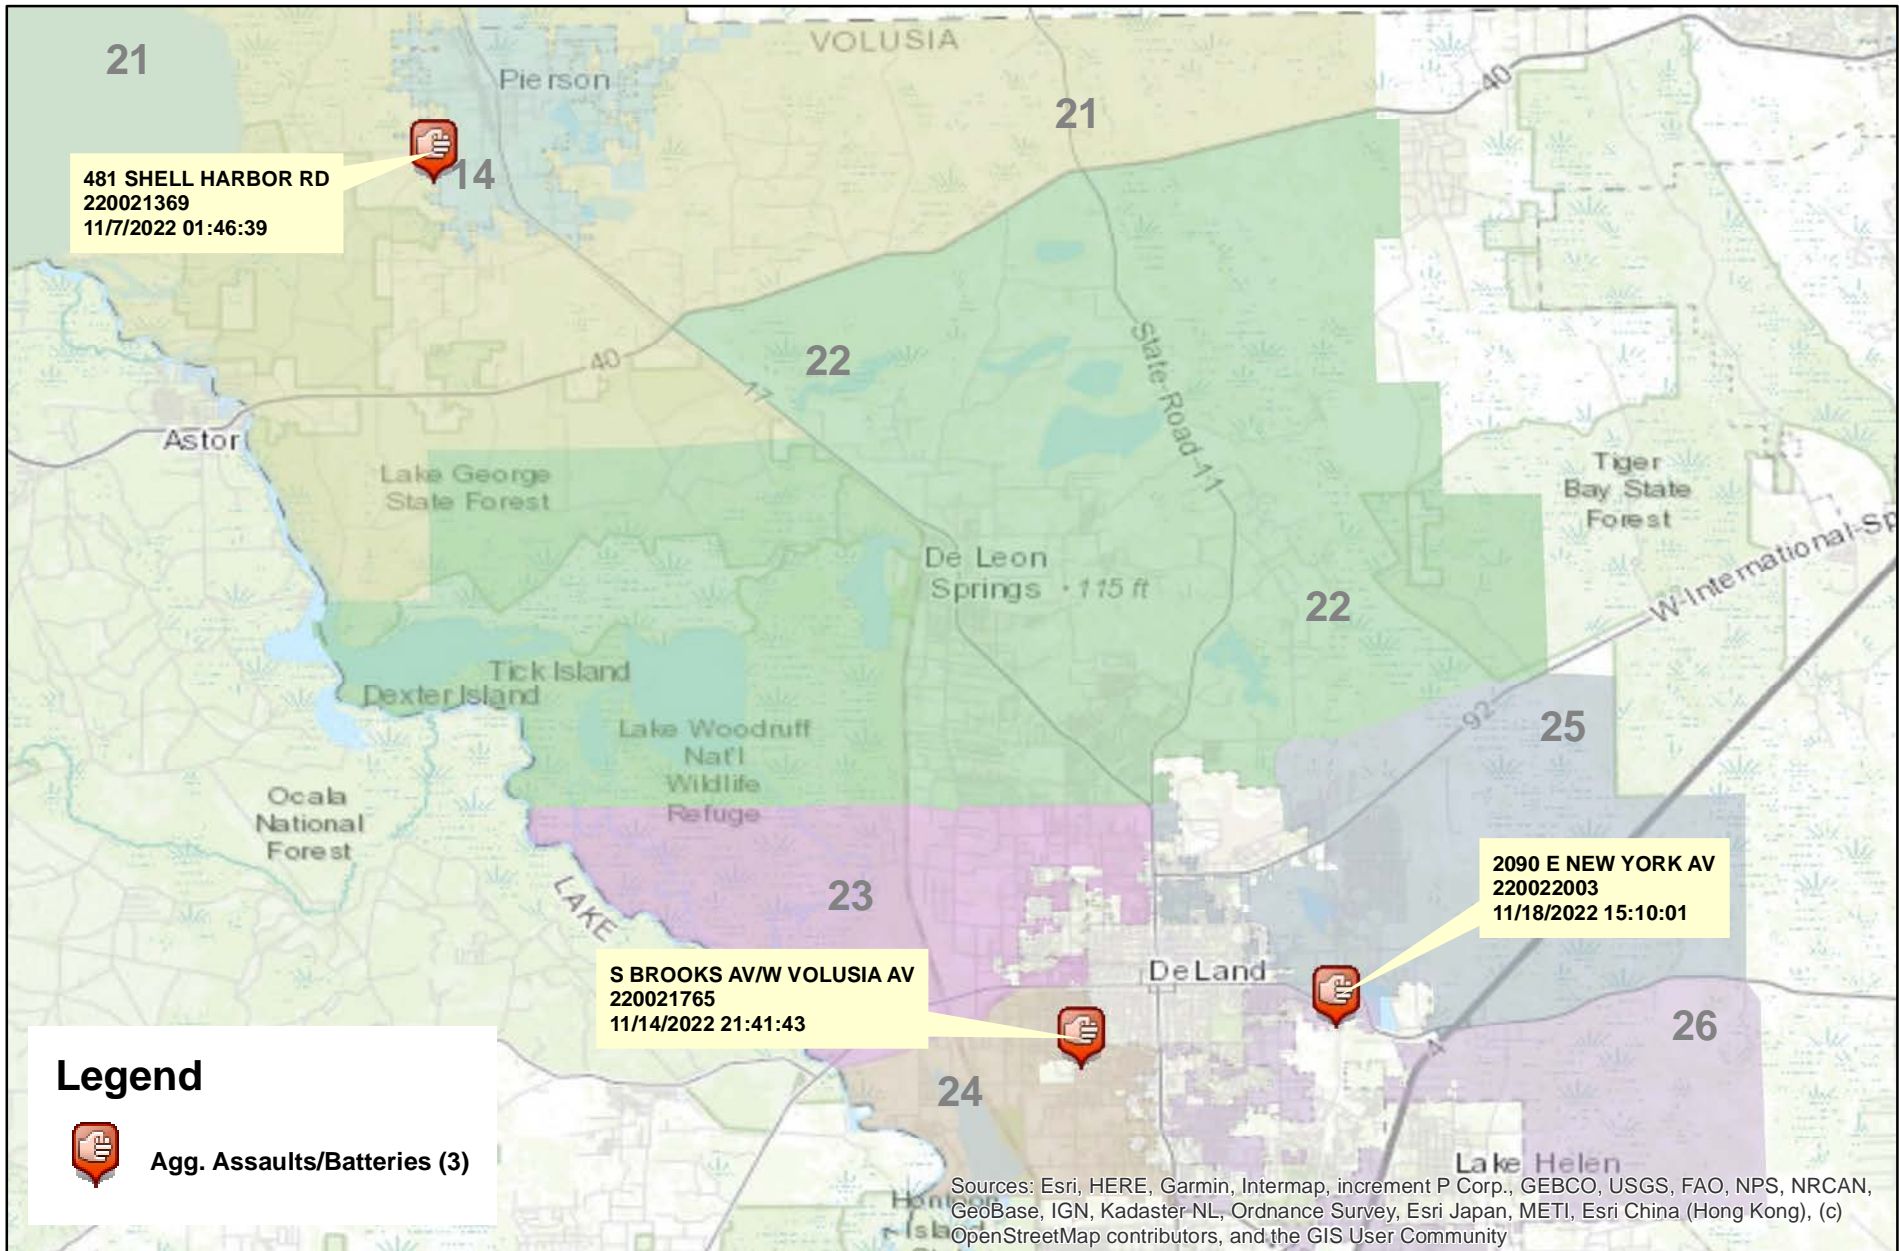 21
VOLUSIA
Pierson
40
21
14
481 SHELL HARBOR RD
220021369
11/7/2022 01:46:39
State-Road-11
22
40
17
Astor
Lake George
State Forest
Tiger
Bay State
Forest
W-International-Sp
De Leon
Springs • 115 ft
22
Tick Island
Dexter Island
Lake Woodruff
Nat'l
Wildlife
Refuge
92
25
Ocala
National
Forest
2090 E NEW YORK AV
220022003
11/18/2022 15:10:01
23
LAKE
S BROOKS AV/W VOLUSIA AV
220021765
11/14/2022 21:41:43
DeLand
26
4
24
Legend
Agg. Assaults/Batteries (3)
Lake Helen
Hontoon
Island
Sources: Esri, HERE, Garmin, Intermap, increment P Corp., GEBCO, USGS, FAO, NPS, NRCAN,
GeoBase, IGN, Kadaster NL, Ordnance Survey, Esri Japan, METI, Esri China (Hong Kong), (c)
OpenStreetMap contributors, and the GIS User Community